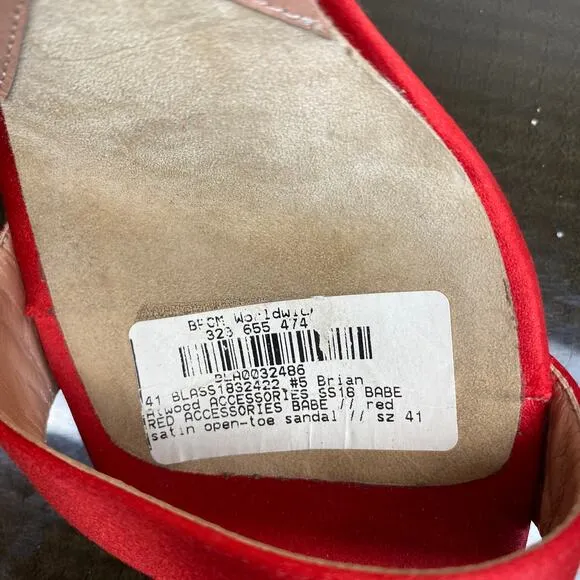 BPCM Worldwid
323 655 474
BLA0032486
41 BLASS1832422 #5 Brian
Atwood ACCESSORIES SS18 BABE
RED ACCESSORIES BABE // red
satin open-toe sandal // sz 41